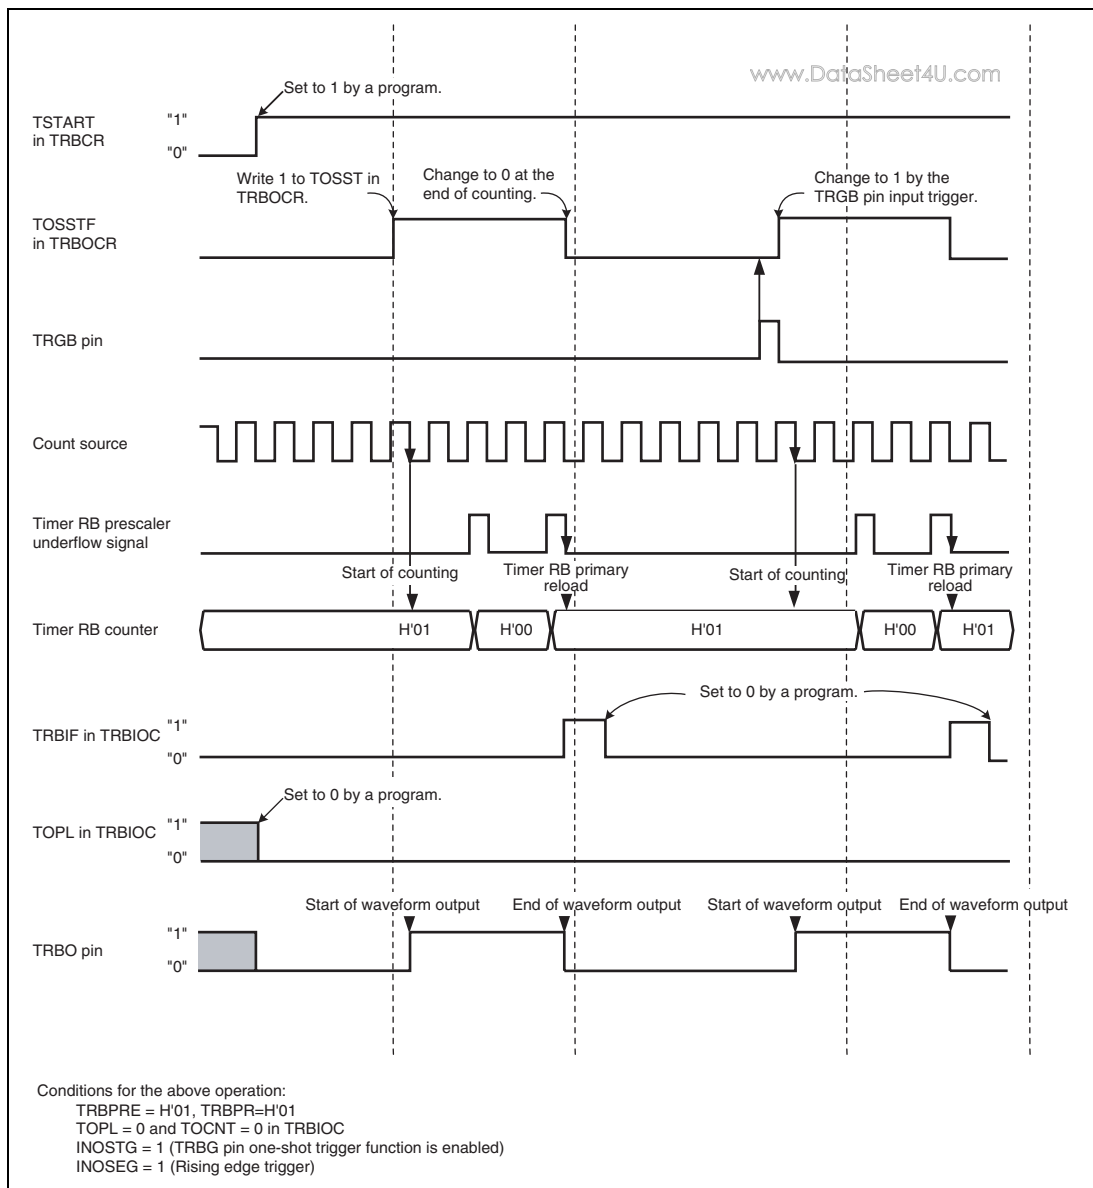 www.DataSheet4U.com
Set to 1 by a program.
TSTART
in TRBCR
"1"
"0"
Write 1 to TOSST in
TRBOCR.
Change to 0 at the
end of counting.
Change to 1 by the
TRGB pin input trigger.
TOSSTF
in TRBOCR
TRGB pin
Count source
Timer RB prescaler
underflow signal
Start of counting
Timer RB primary
reload
Start of counting
Timer RB primary
reload
Timer RB counter
H'01
H'00
H'01
H'00
H'01
Set to 0 by a program.
TRBIF in TRBIOC
"1"
"0"
Set to 0 by a program.
TOPL in TRBIOC
"1"
"0"
Start of waveform output
End of waveform output
Start of waveform output
End of waveform output
TRBO pin
"1"
"0"
Conditions for the above operation:
TRBPRE = H'01, TRBPR=H'01
TOPL = 0 and TOCNT = 0 in TRBIOC
INOSTG = 1 (TRBG pin one-shot trigger function is enabled)
INOSEG = 1 (Rising edge trigger)